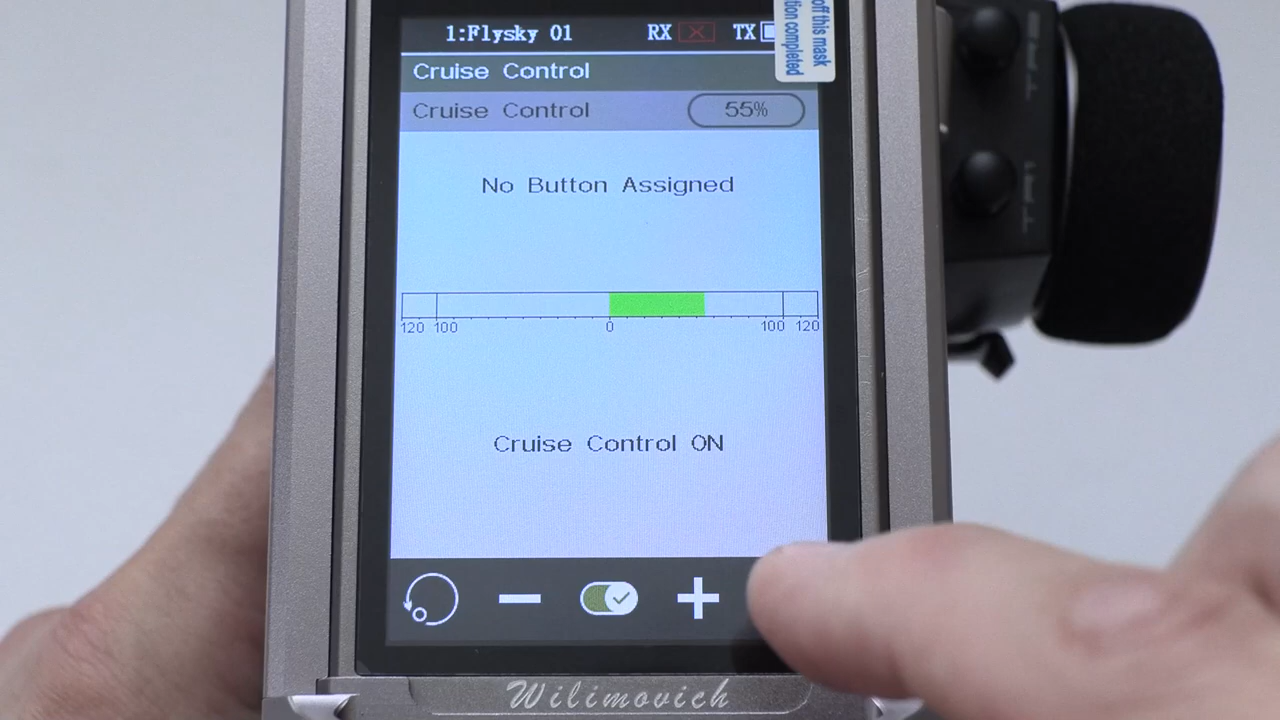 1:Flysky 01 RX TX
off this mask
tion completed
Cruise Control
Cruise Control 55%
No Button Assigned
120 100 0 100 120
Cruise Control ON
Wilimovich